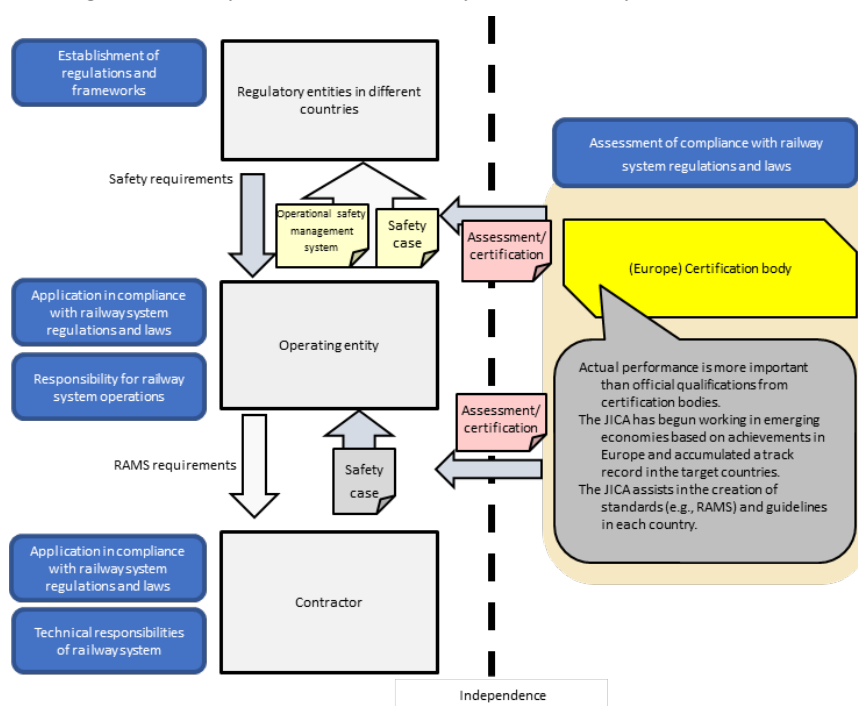 Establishment of
regulations and
frameworks
Regulatory entities in different
countries
Assessment of compliance with railway
system regulations and laws
Safety requirements
Operational safety
management
system
Safety
case
Assessment/
certification
(Europe) Certification body
Application in compliance
with railway system
regulations and laws
Responsibility for railway
system operations
Operating entity
Actual performance is more important
than official qualifications from
certification bodies.
The JICA has begun working in emerging
economies based on achievements in
Europe and accumulated a track
record in the target countries.
The JICA assists in the creation of
standards (e.g., RAMS) and guidelines
in each country.
Assessment/
certification
RAMS requirements
Safety
case
Application in compliance
with railway system
regulations and laws
Technical responsibilities
of railway system
Contractor
Independence